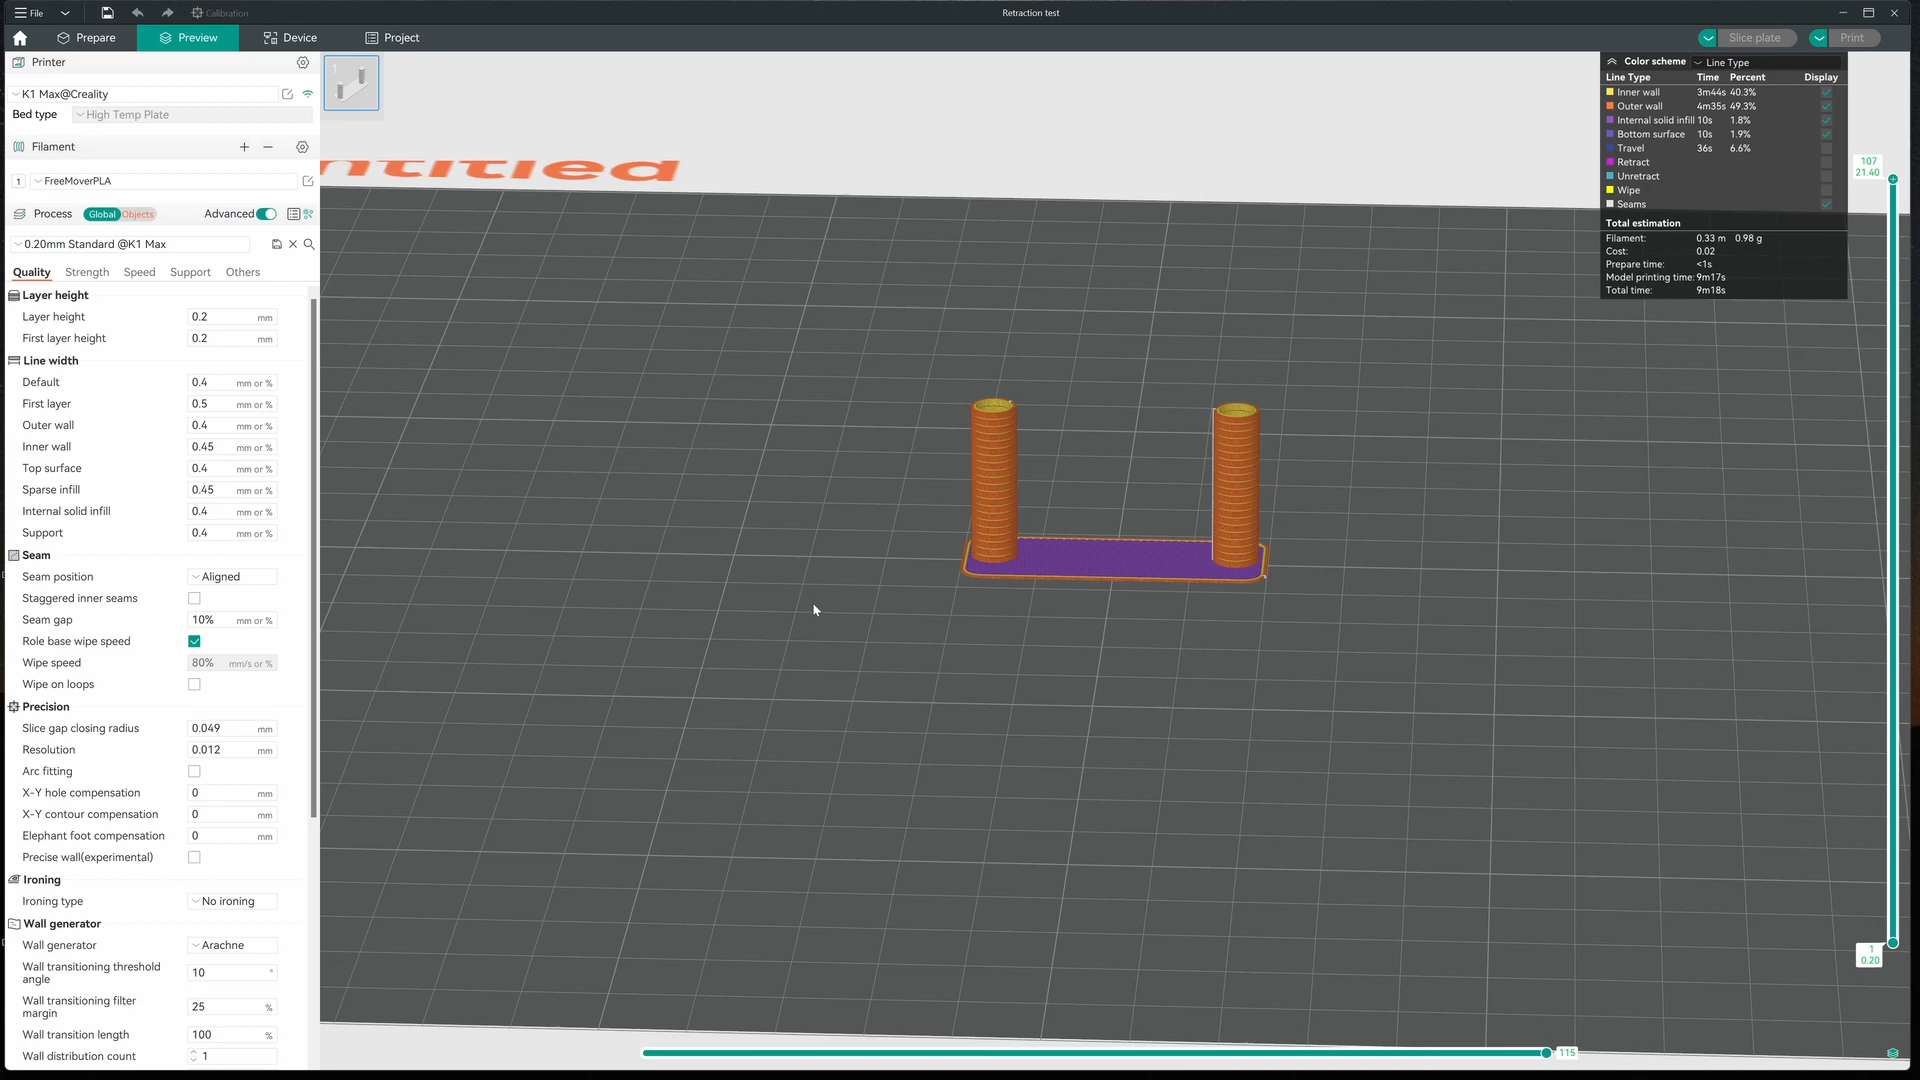 File
Calibration
Retraction test
Prepare
Preview
Device
Project
Slice plate
Print
Printer
K1 Max@Creality
Bed type
High Temp Plate
Filament
1
FreeMoverPLA
Process
Global
Objects
Advanced
0.20mm Standard @K1 Max
Quality
Strength
Speed
Support
Others
Layer height
Layer height 0.2 mm
First layer height 0.2 mm
Line width
Default 0.4 mm or %
First layer 0.5 mm or %
Outer wall 0.4 mm or %
Inner wall 0.45 mm or %
Top surface 0.4 mm or %
Sparse infill 0.45 mm or %
Internal solid infill 0.4 mm or %
Support 0.4 mm or %
Seam
Seam position Aligned
Staggered inner seams
Seam gap 10% mm or %
Role base wipe speed
Wipe speed 80% mm/s or %
Wipe on loops
Precision
Slice gap closing radius 0.049 mm
Resolution 0.012 mm
Arc fitting
X-Y hole compensation 0 mm
X-Y contour compensation 0 mm
Elephant foot compensation 0 mm
Precise wall(experimental)
Ironing
Ironing type No ironing
Wall generator
Wall generator Arachne
Wall transitioning threshold
angle 10 °
Wall transitioning filter
margin 25 %
Wall transition length 100 %
Wall distribution count 1
1
ntitled
Color scheme Line Type
Line Type Time Percent Display
Inner wall 3m44s 40.3%
Outer wall 4m35s 49.3%
Internal solid infill 10s 1.8%
Bottom surface 10s 1.9%
Travel 36s 6.6%
Retract
Unretract
Wipe
Seams
Total estimation
Filament: 0.33 m 0.98 g
Cost: 0.02
Prepare time: <1s
Model printing time: 9m17s
Total time: 9m18s
107
21.40
1
0.20
115